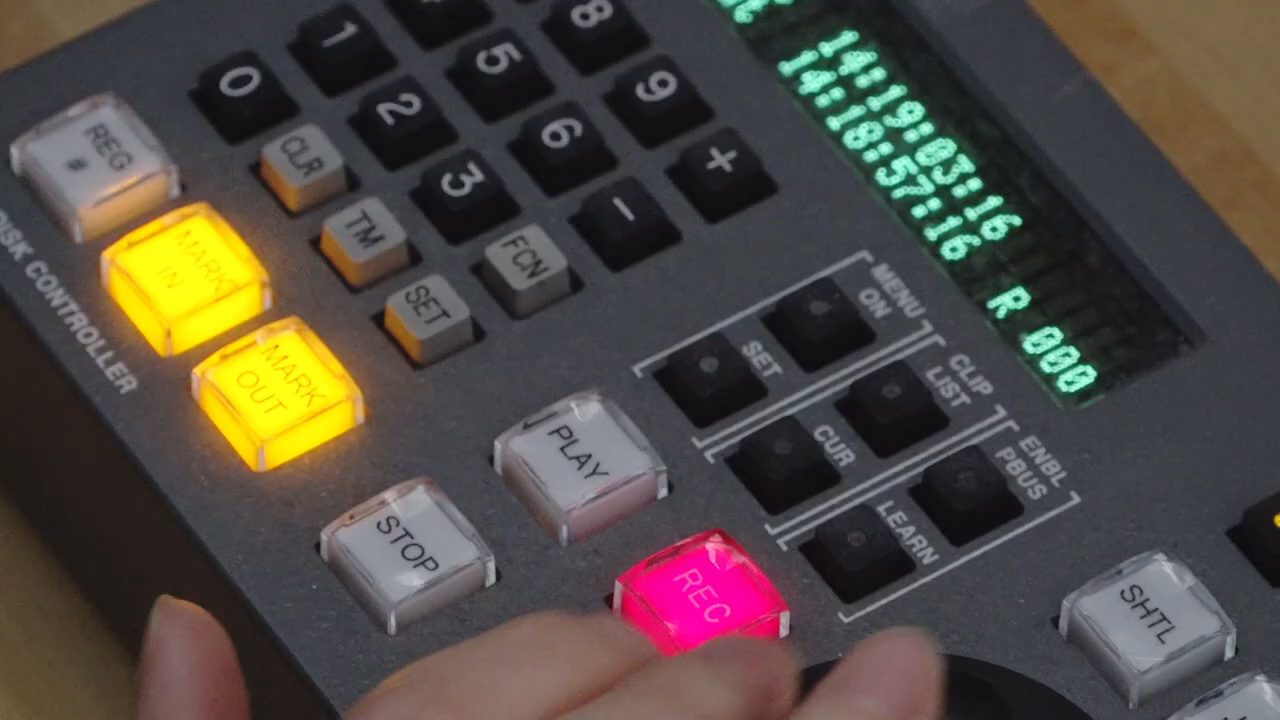 14:19:03:16
14:18:57:16 R 000
0
1
2
3
5
6
8
9
+
-
REG
#
CLR
TM
SET
FCN
MARK
IN
MARK
OUT
DISK CONTROLLER
PLAY
STOP
REC
MENU
ON
SET
CLIP
LIST
CUR
ENBL
PBUS
LEARN
SHTL